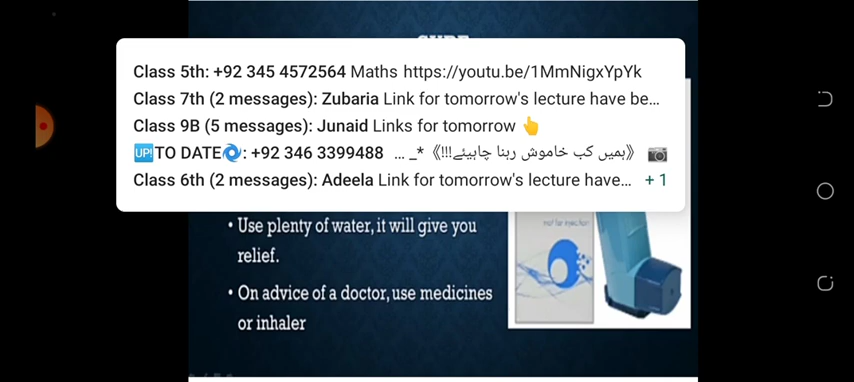 Class 5th: +92 345 4572564 Maths https://youtu.be/1MmNigxYpYk
Class 7th (2 messages): Zubaria Link for tomorrow's lecture have be...
Class 9B (5 messages): Junaid Links for tomorrow 👆
🆙TO DATE🌀: +92 346 3399488 ... _* 《ہمیں کب خاموش رہنا چاہیئے!!!》 📷
Class 6th (2 messages): Adeela Link for tomorrow's lecture have... + 1
• Use plenty of water, it will give you
relief.
• On advice of a doctor, use medicines
or inhaler
not for injection